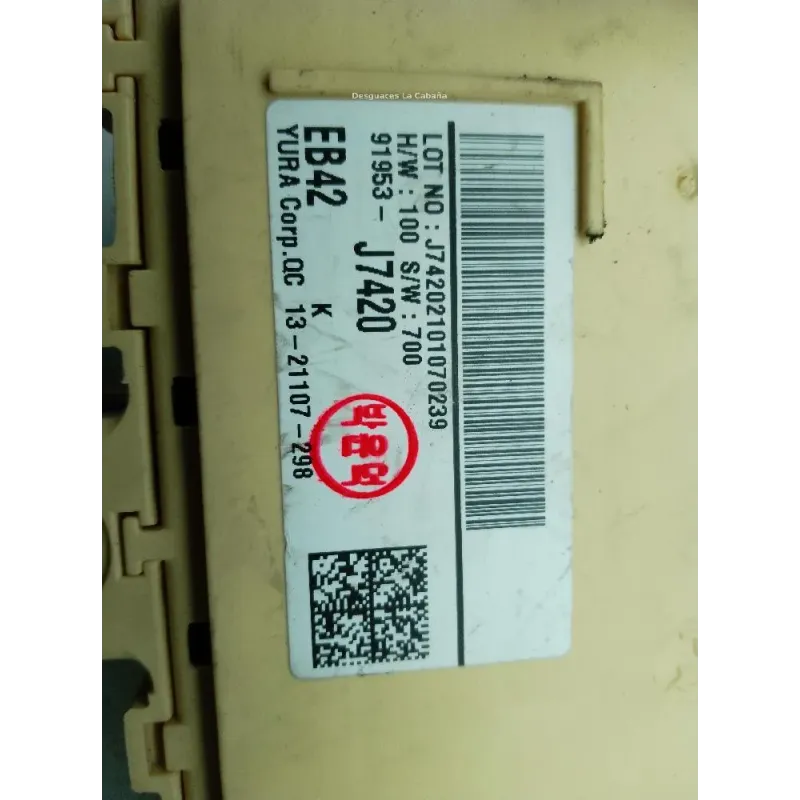 Desguaces La Cabaña
LOT NO : J74202101070239
H/W : 100 S/W : 700
91953- J7420
EB42 K
YURA Corp.QC 13-21107-298